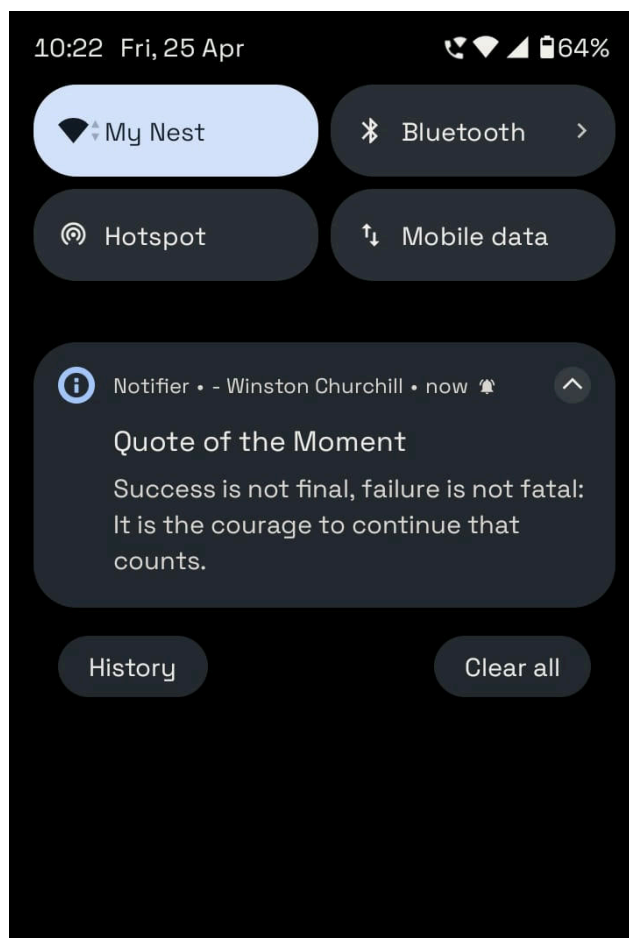 10:22 Fri, 25 Apr 64%
My Nest Bluetooth
Hotspot Mobile data
Notifier • - Winston Churchill • now
Quote of the Moment
Success is not final, failure is not fatal:
It is the courage to continue that
counts.
History Clear all